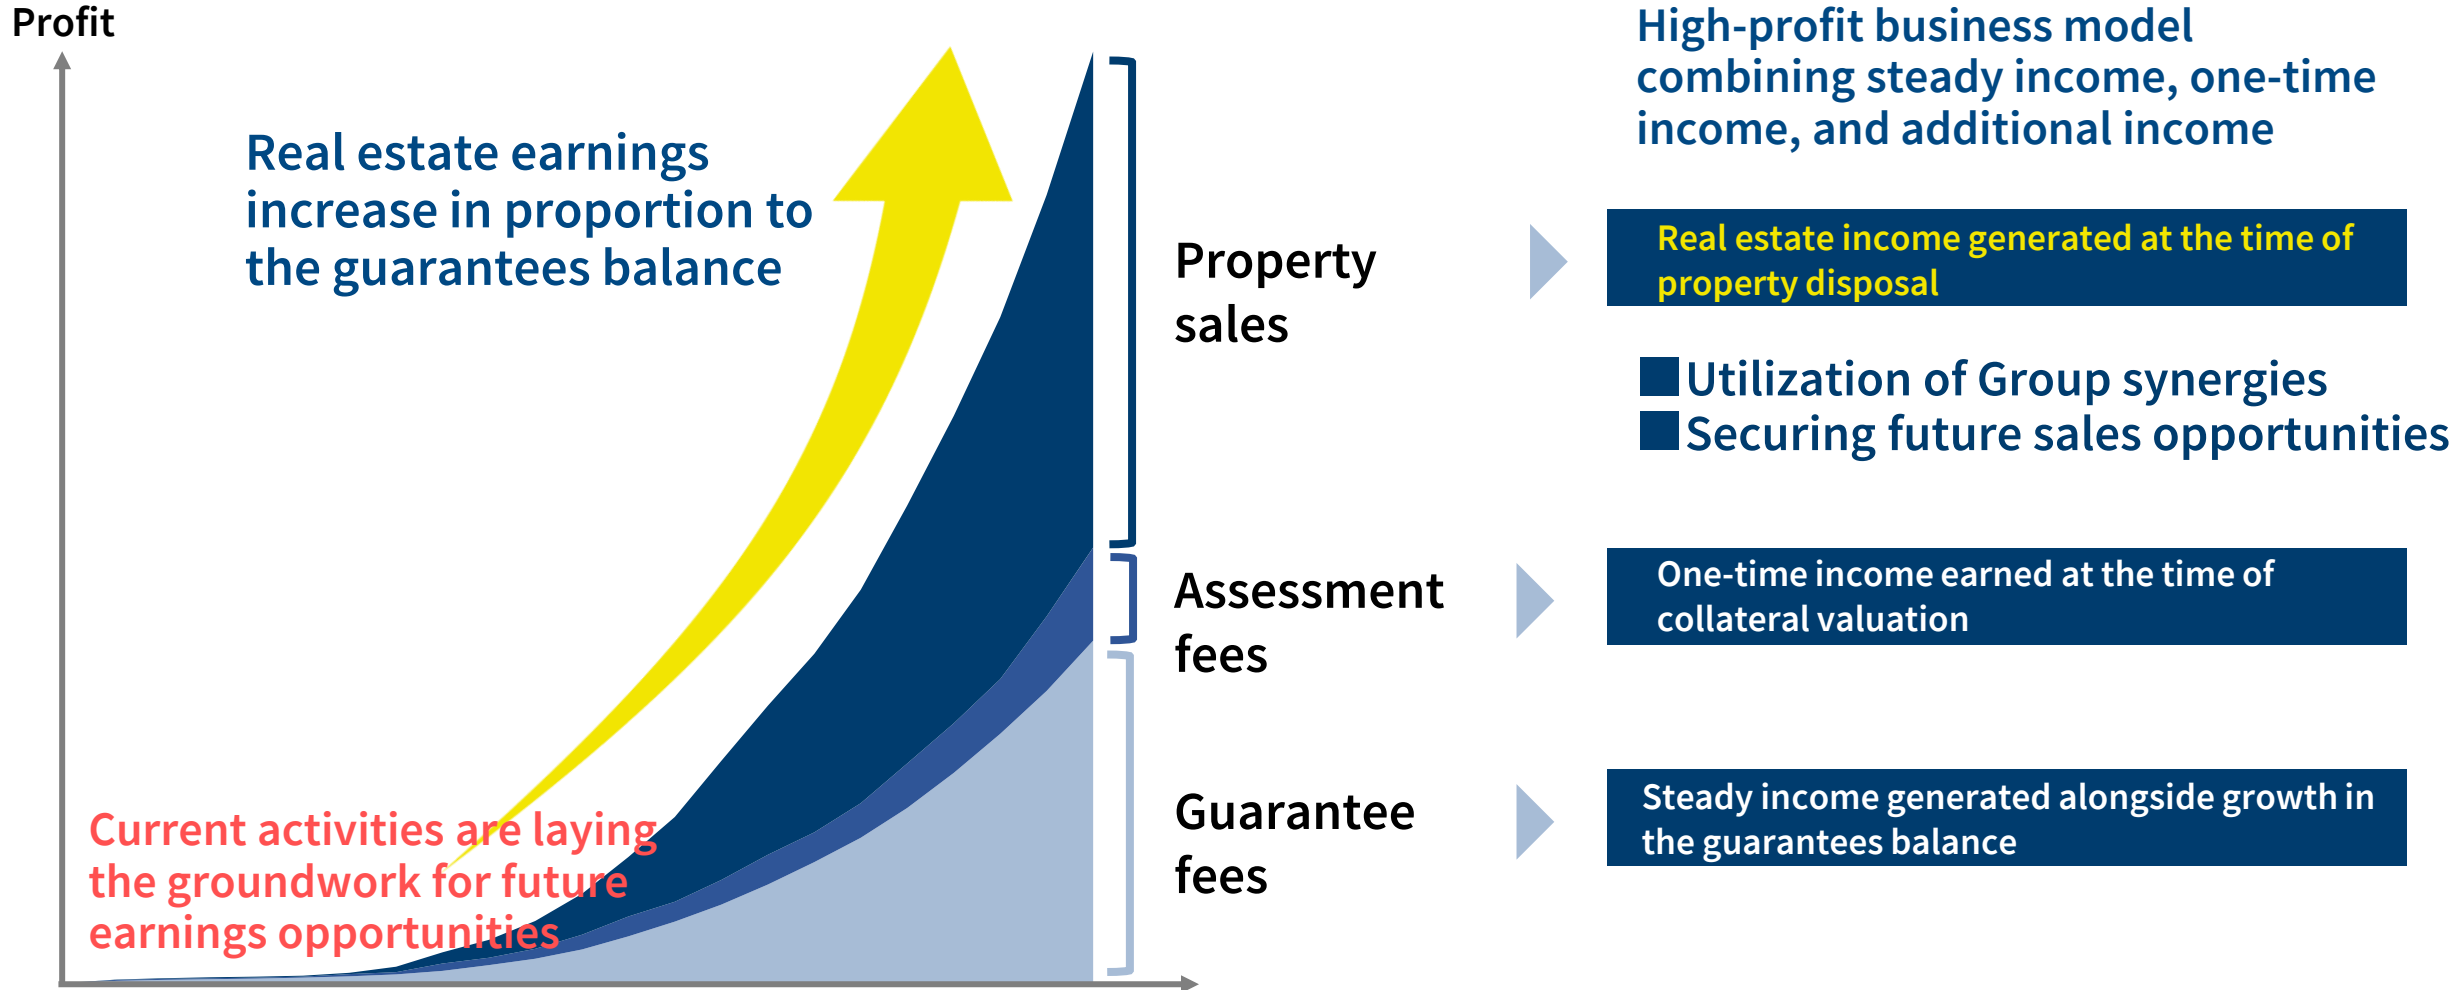 Profit
Real estate earnings
increase in proportion to
the guarantees balance
Current activities are laying
the groundwork for future
earnings opportunities
Property
sales
Assessment
fees
Guarantee
fees
High-profit business model
combining steady income, one-time
income, and additional income
Real estate income generated at the time of
property disposal
Utilization of Group synergies
Securing future sales opportunities
One-time income earned at the time of
collateral valuation
Steady income generated alongside growth in
the guarantees balance